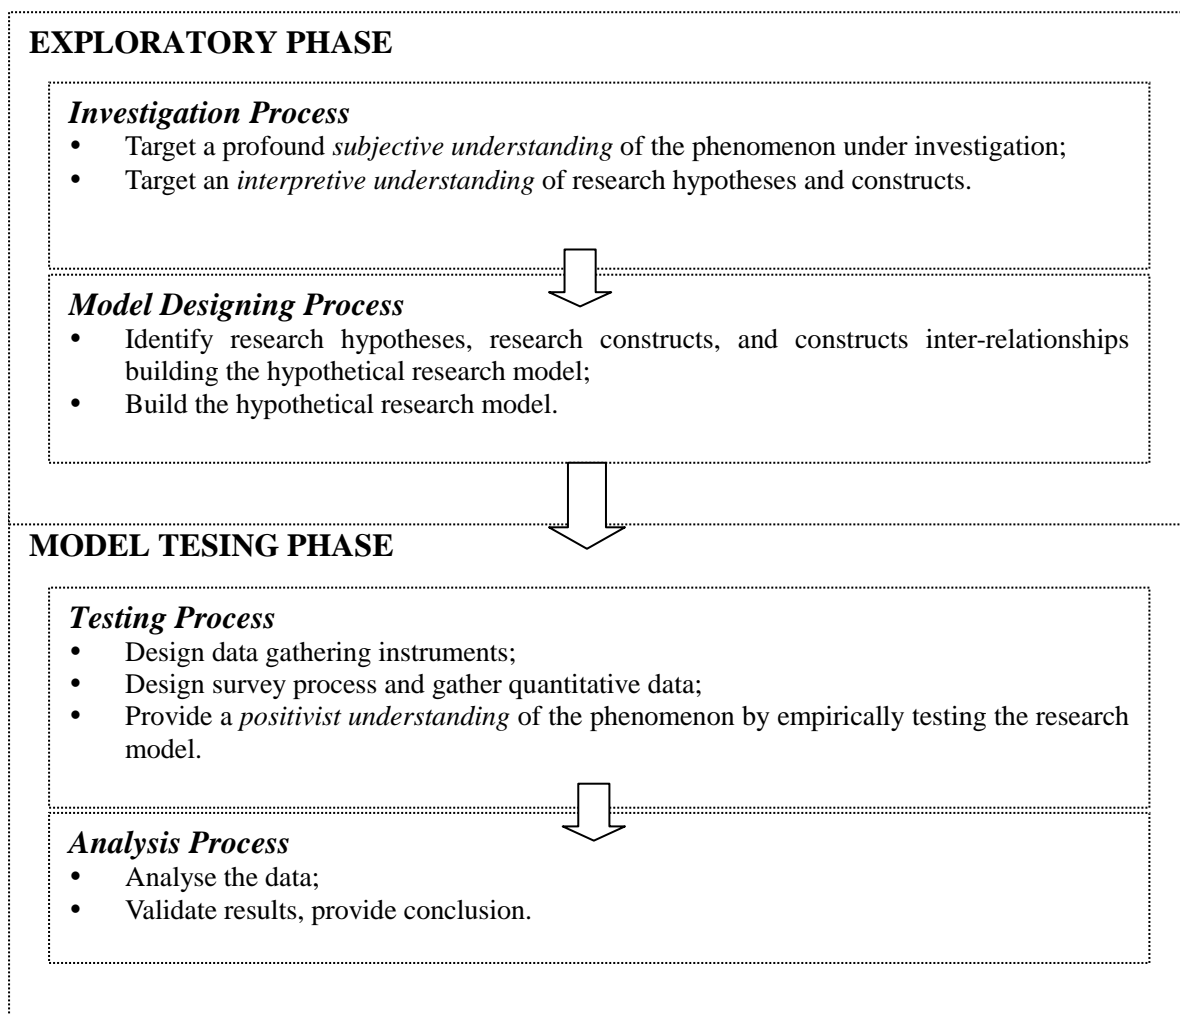 EXPLORATORY PHASE
Investigation Process
• Target a profound subjective understanding of the phenomenon under investigation;
• Target an interpretive understanding of research hypotheses and constructs.
Model Designing Process
• Identify research hypotheses, research constructs, and constructs inter-relationships
building the hypothetical research model;
• Build the hypothetical research model.
MODEL TESING PHASE
Testing Process
• Design data gathering instruments;
• Design survey process and gather quantitative data;
• Provide a positivist understanding of the phenomenon by empirically testing the research
model.
Analysis Process
• Analyse the data;
• Validate results, provide conclusion.